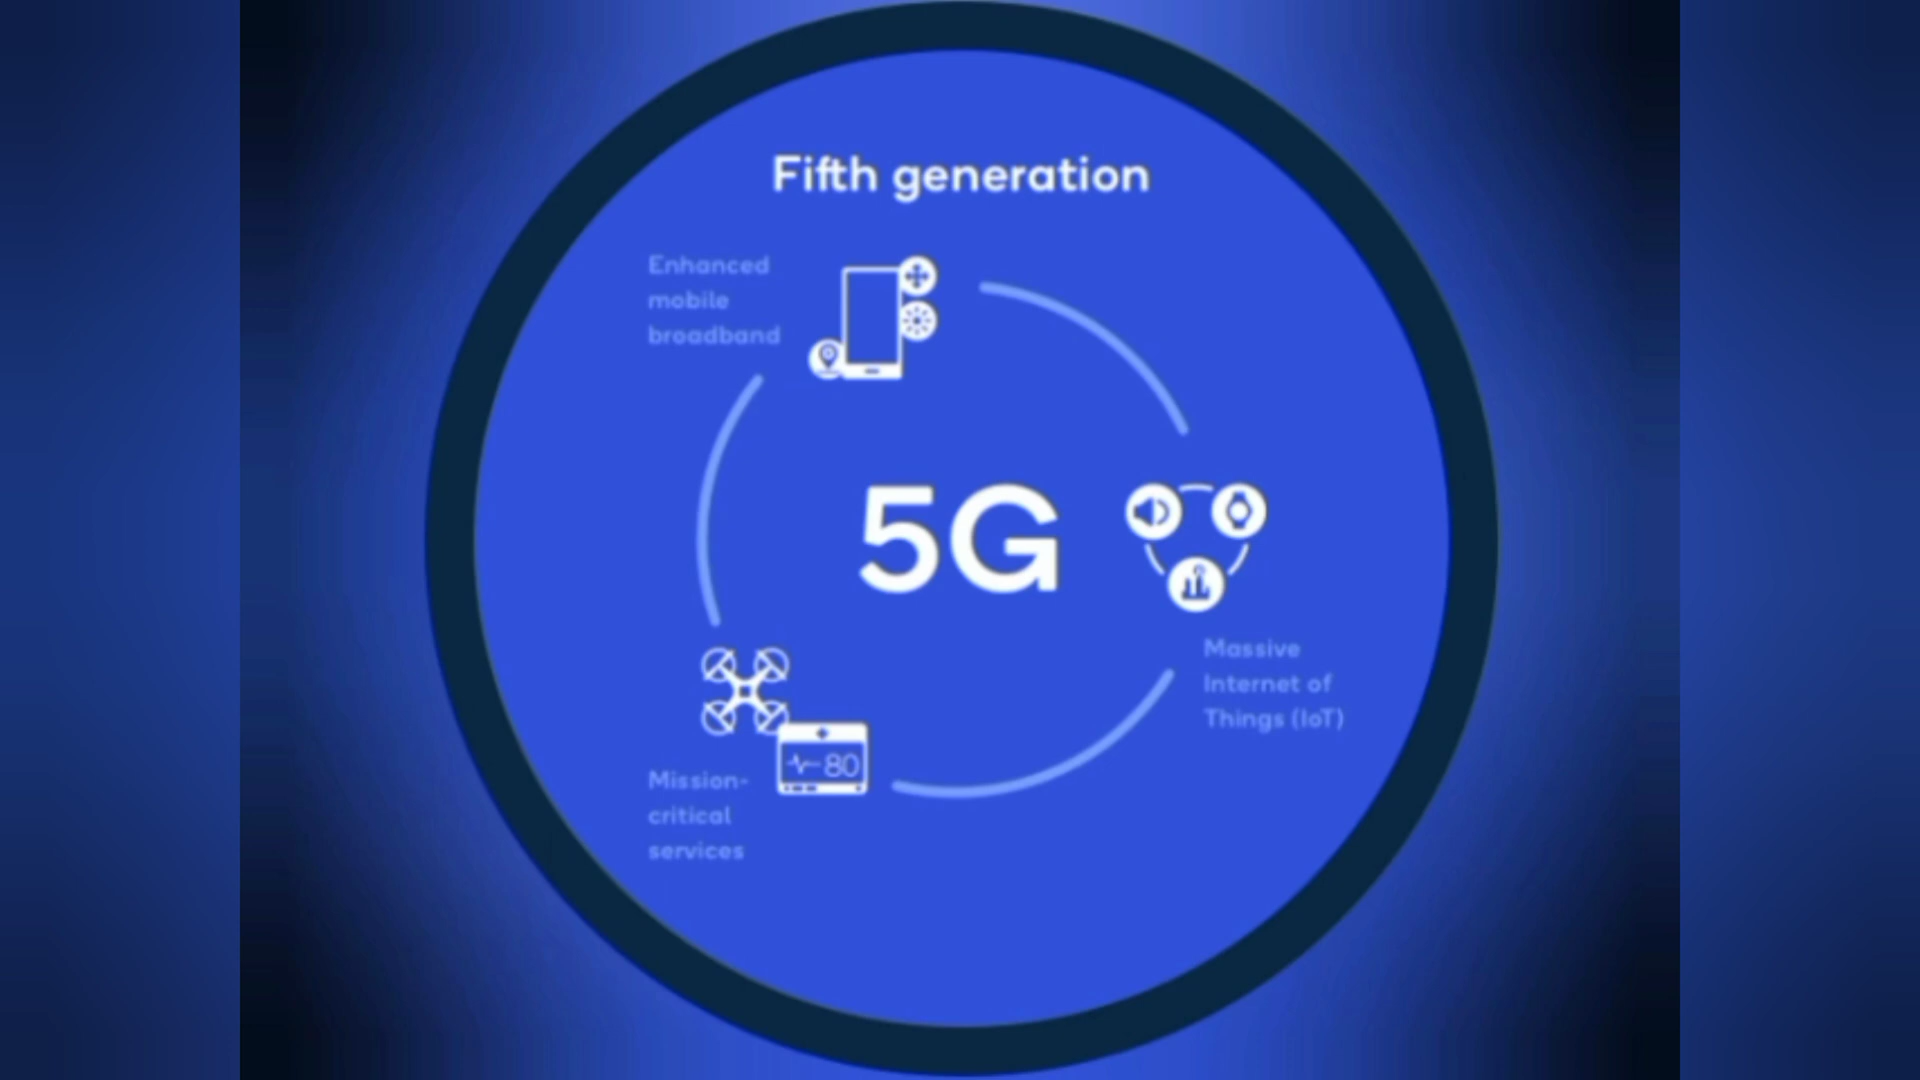 Fifth generation
Enhanced
mobile
broadband
5G
Massive
Internet of
Things (IoT)
80
Mission-
critical
services